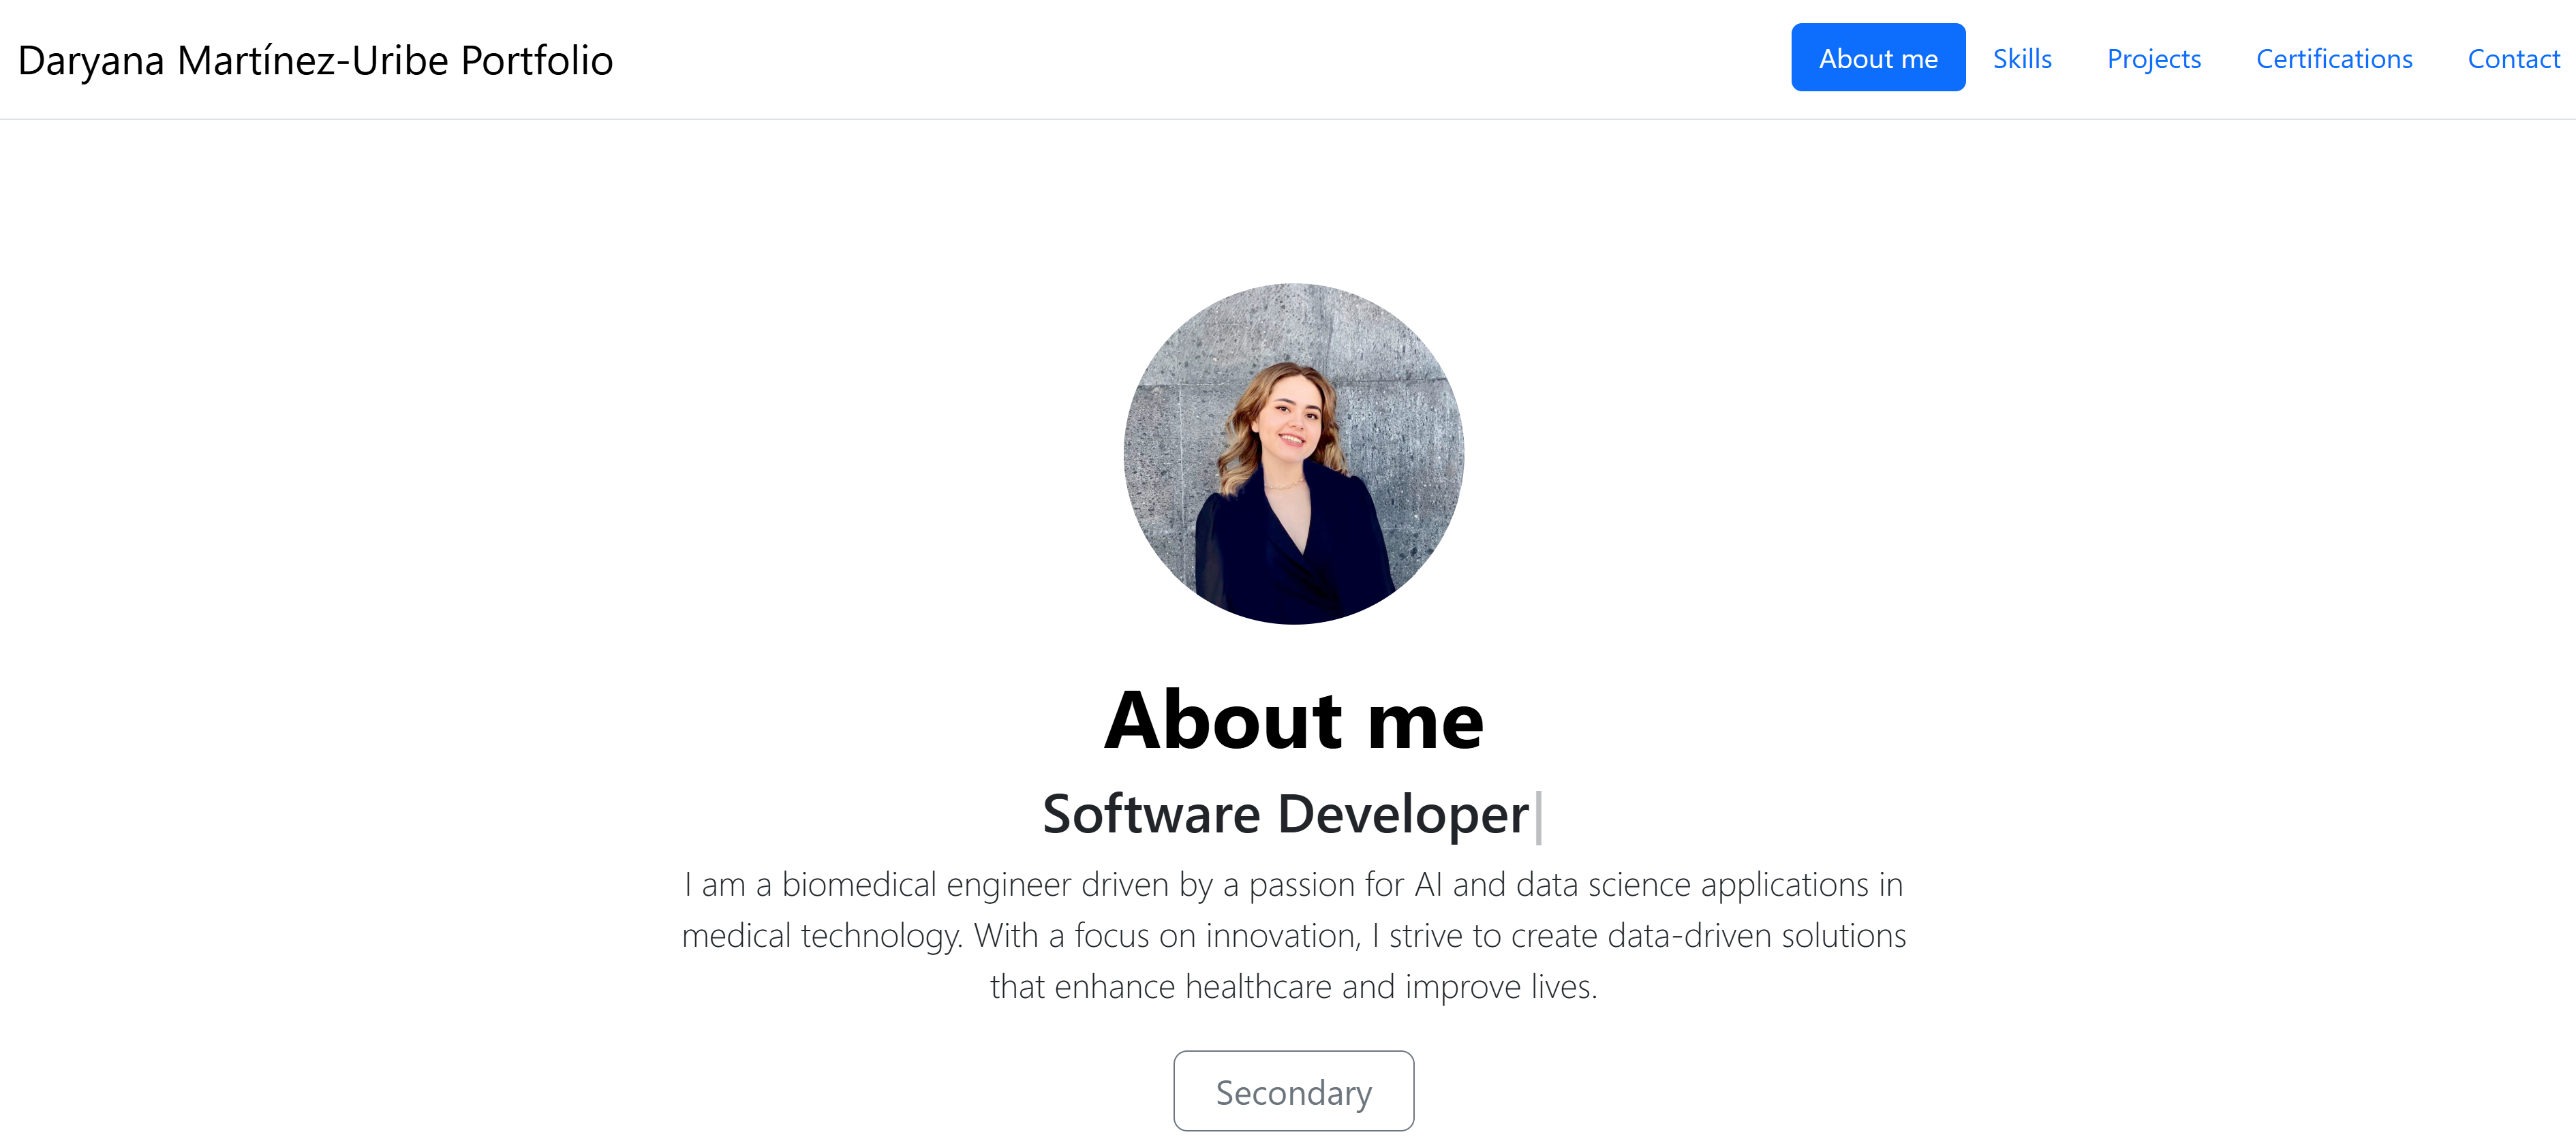 Daryana Martínez-Uribe Portfolio
About me
Skills
Projects
Certifications
Contact
About me
Software Developer
I am a biomedical engineer driven by a passion for AI and data science applications in
medical technology. With a focus on innovation, I strive to create data-driven solutions
that enhance healthcare and improve lives.
Secondary